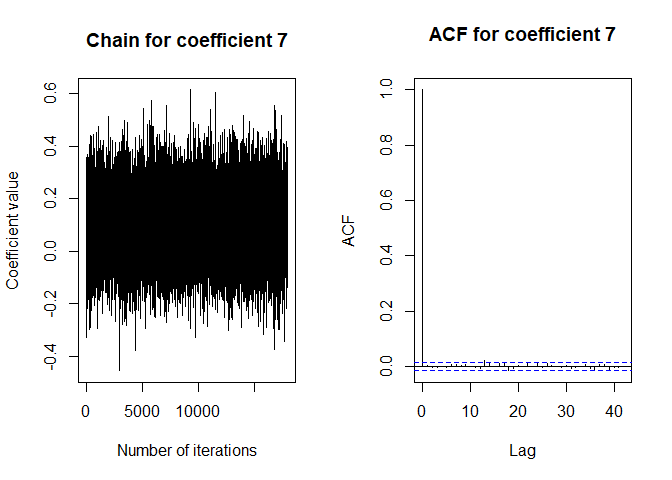 Chain for coefficient 7
Coefficient value
0.6
0.4
0.2
0.0
-0.2
-0.4
0 5000 10000
Number of iterations
ACF for coefficient 7
ACF
1.0
0.8
0.6
0.4
0.2
0.0
0 10 20 30 40
Lag